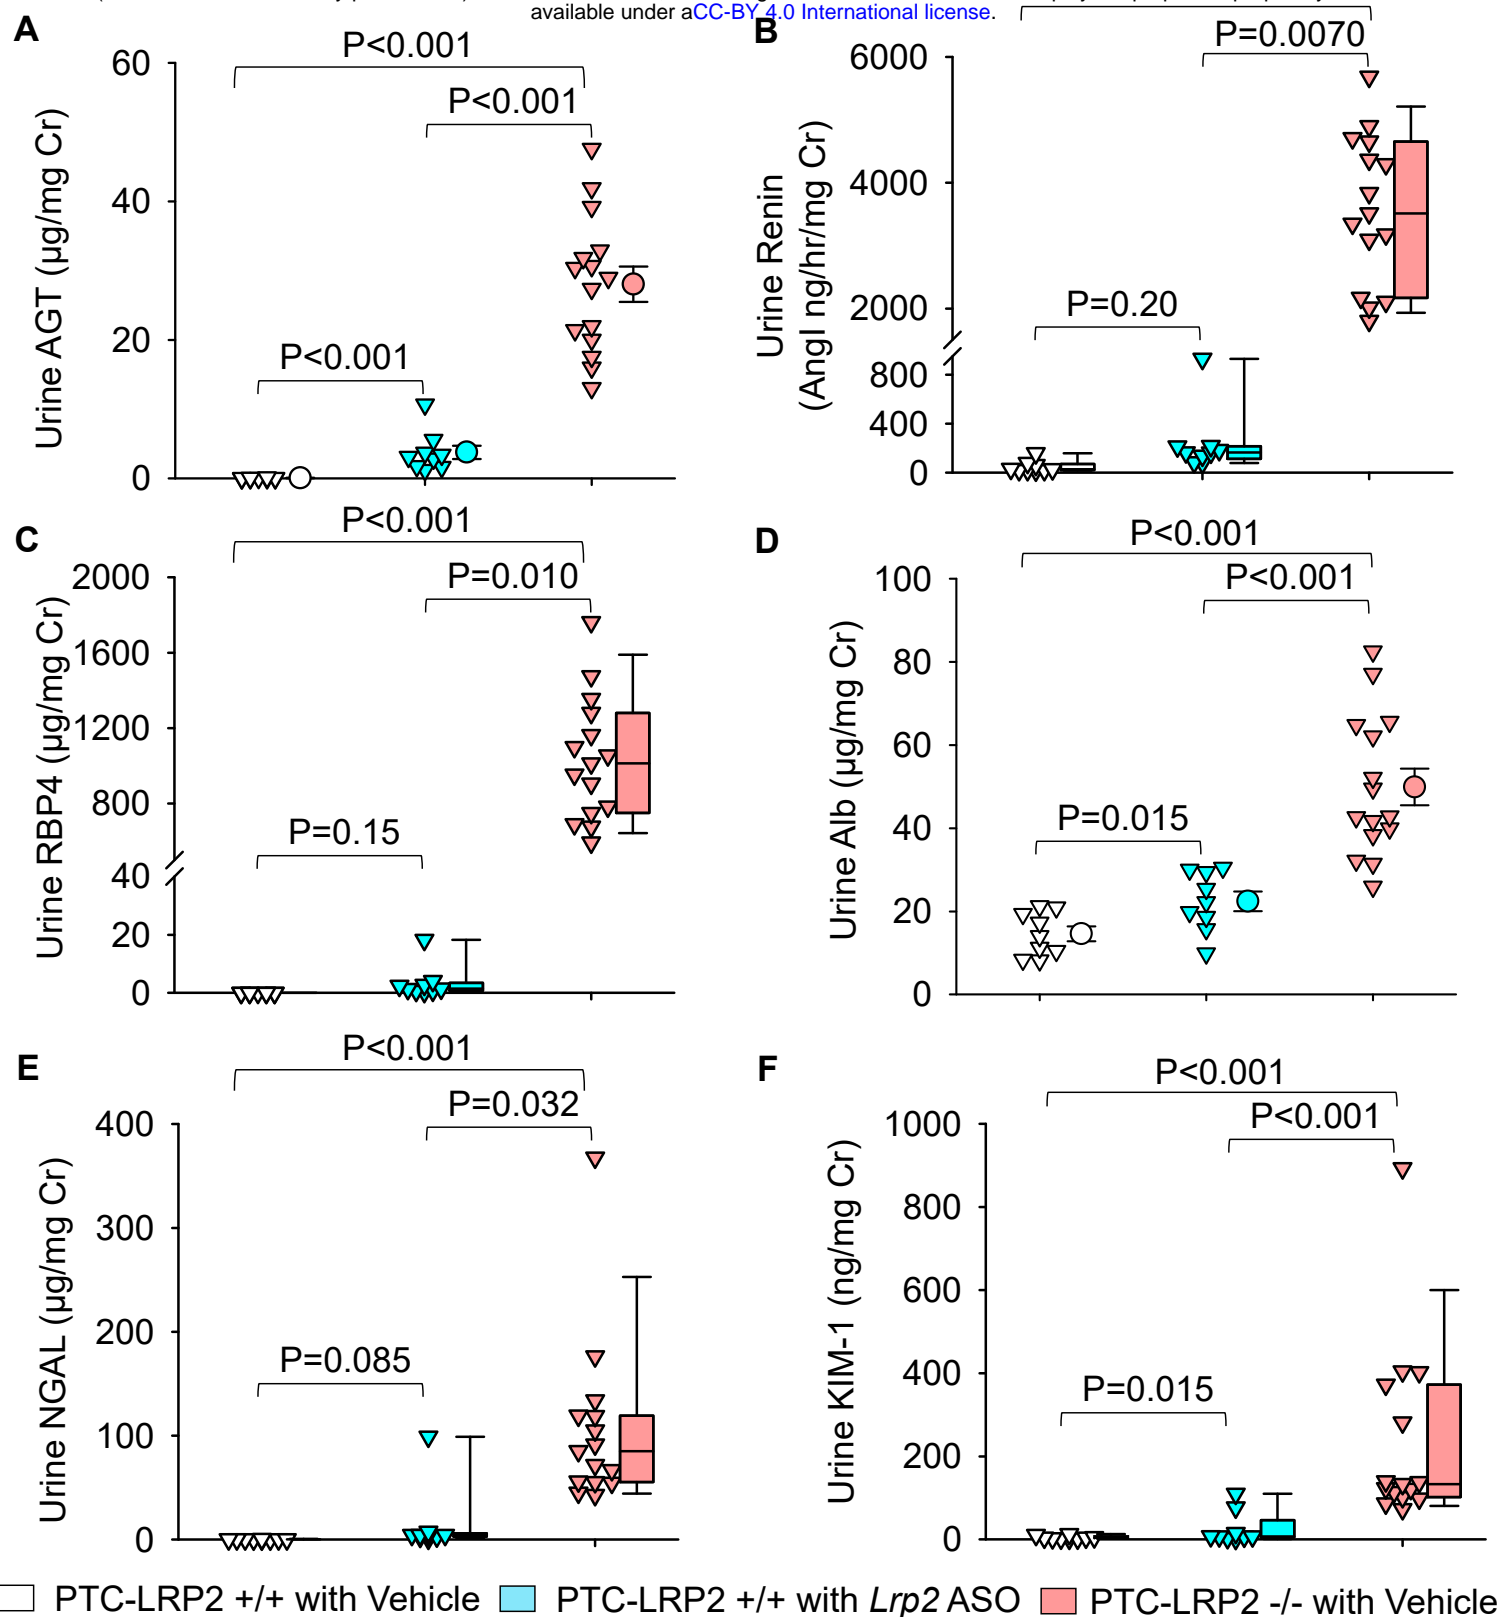 available under aCC-BY 4.0 International license.
A
P<0.001
P<0.001
P<0.001
60
40
20
0
Urine AGT (µg/mg Cr)
B
P=0.0070
P=0.20
6000
4000
2000
800
400
0
Urine Renin
(AngI ng/hr/mg Cr)
C
P<0.001
P=0.010
P=0.15
2000
1600
1200
800
40
20
0
Urine RBP4 (µg/mg Cr)
D
P<0.001
P<0.001
P=0.015
100
80
60
40
20
0
Urine Alb (µg/mg Cr)
E
P<0.001
P=0.032
P=0.085
400
300
200
100
0
Urine NGAL (µg/mg Cr)
F
P<0.001
P<0.001
P=0.015
1000
800
600
400
200
0
Urine KIM-1 (ng/mg Cr)
PTC-LRP2 +/+ with Vehicle
PTC-LRP2 +/+ with Lrp2 ASO
PTC-LRP2 -/- with Vehicle